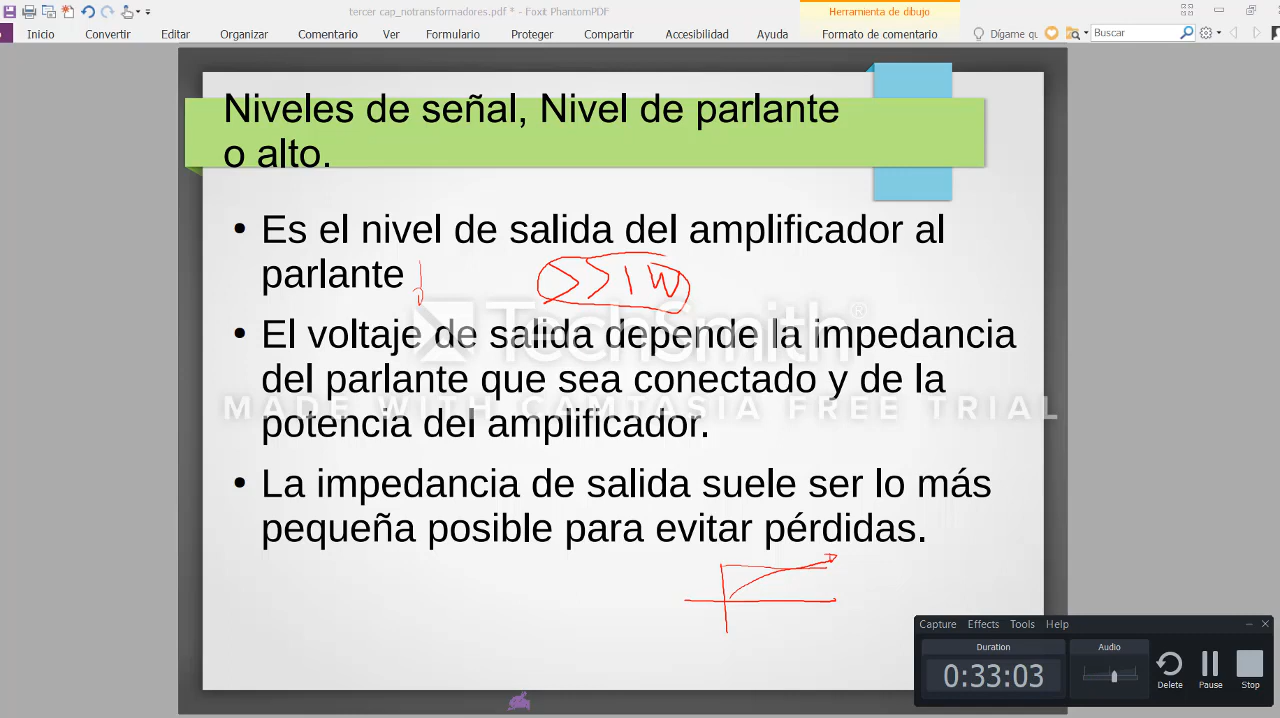 tercer cap_notransformadores.pdf * - Foxit PhantomPDF
Herramienta de dibujo
Inicio Convertir Editar Organizar Comentario Ver Formulario Proteger Compartir Accesibilidad Ayuda Formato de comentario Dígame qu Buscar
Niveles de señal, Nivel de parlante
o alto.
• Es el nivel de salida del amplificador al
parlante
>>1W
• El voltaje de salida depende la impedancia
del parlante que sea conectado y de la
potencia del amplificador.
• La impedancia de salida suele ser lo más
pequeña posible para evitar pérdidas.
TechSmith®
MADE WITH CAMTASIA FREE TRIAL
Capture Effects Tools Help
Duration Audio
0:33:03
Delete Pause Stop